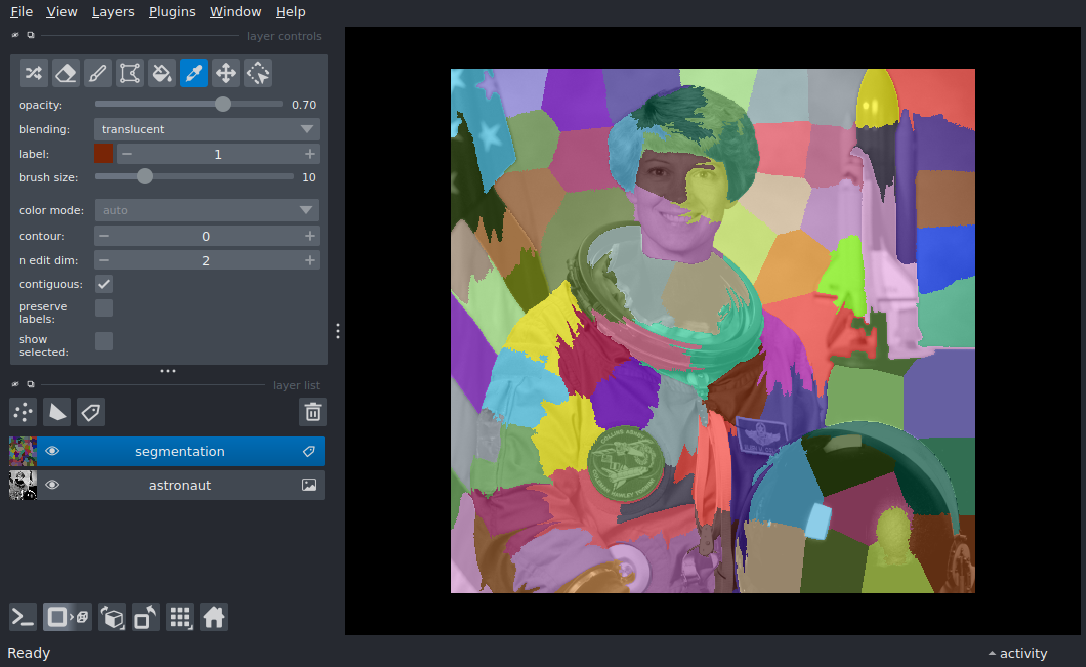 File View Layers Plugins Window Help
layer controls
opacity: 0.70
blending: translucent
label: 1
brush size: 10
color mode: auto
contour: 0
n edit dim: 2
contiguous:
preserve
labels:
show
selected:
layer list
segmentation
astronaut
Ready
activity